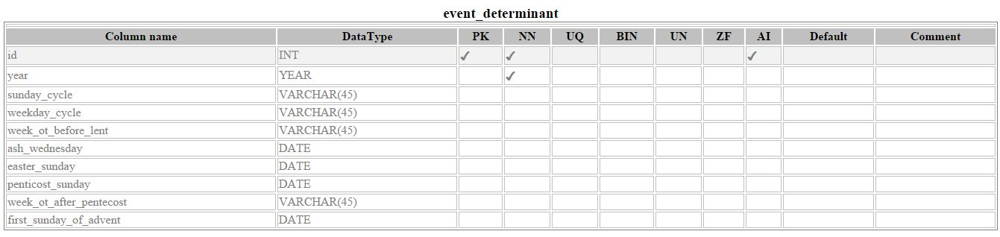 event_determinant
Column name DataType PK NN UQ BIN UN ZF AI Default Comment
id INT ✓ ✓ ✓
year YEAR ✓
sunday_cycle VARCHAR(45)
weekday_cycle VARCHAR(45)
week_ot_before_lent VARCHAR(45)
ash_wednesday DATE
easter_sunday DATE
penticost_sunday DATE
week_ot_after_pentecost VARCHAR(45)
first_sunday_of_advent DATE